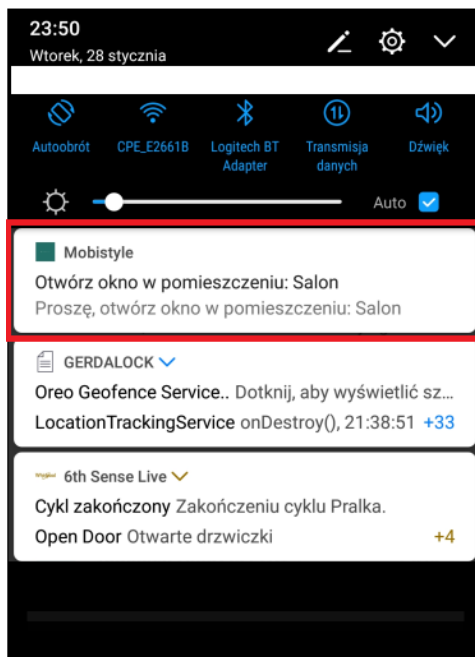 23:50
Wtorek, 28 stycznia
Autoobrót
CPE_E2661B
Logitech BT
Adapter
Transmisja
danych
Dźwięk
Auto
Mobistyle
Otwórz okno w pomieszczeniu: Salon
Proszę, otwórz okno w pomieszczeniu: Salon
GERDALOCK
Oreo Geofence Service.. Dotknij, aby wyświetlić sz...
LocationTrackingService onDestroy(), 21:38:51 +33
Whirlpool 6th Sense Live
Cykl zakończony Zakończeniu cyklu Pralka.
Open Door Otwarte drzwiczki +4